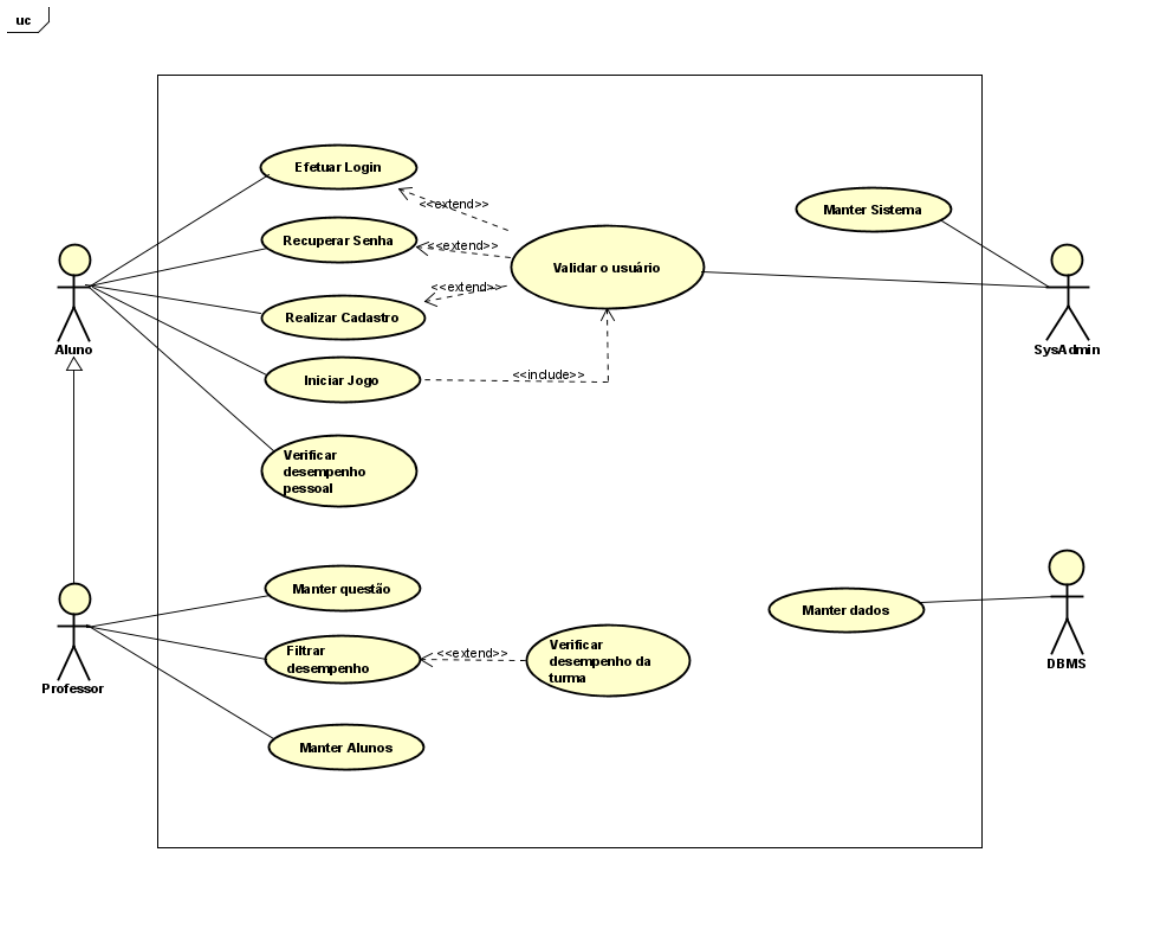 uc
Efetuar Login
<<extend>>
Manter Sistema
Recuperar Senha
<<extend>>
Validar o usuário
<<extend>>
Realizar Cadastro
Aluno
SysAdmin
Iniciar Jogo
<<include>>
Verificar
desempenho
pessoal
Manter questão
Manter dados
Filtrar
desempenho
<<extend>>
Verificar
desempenho da
turma
DBMS
Professor
Manter Alunos